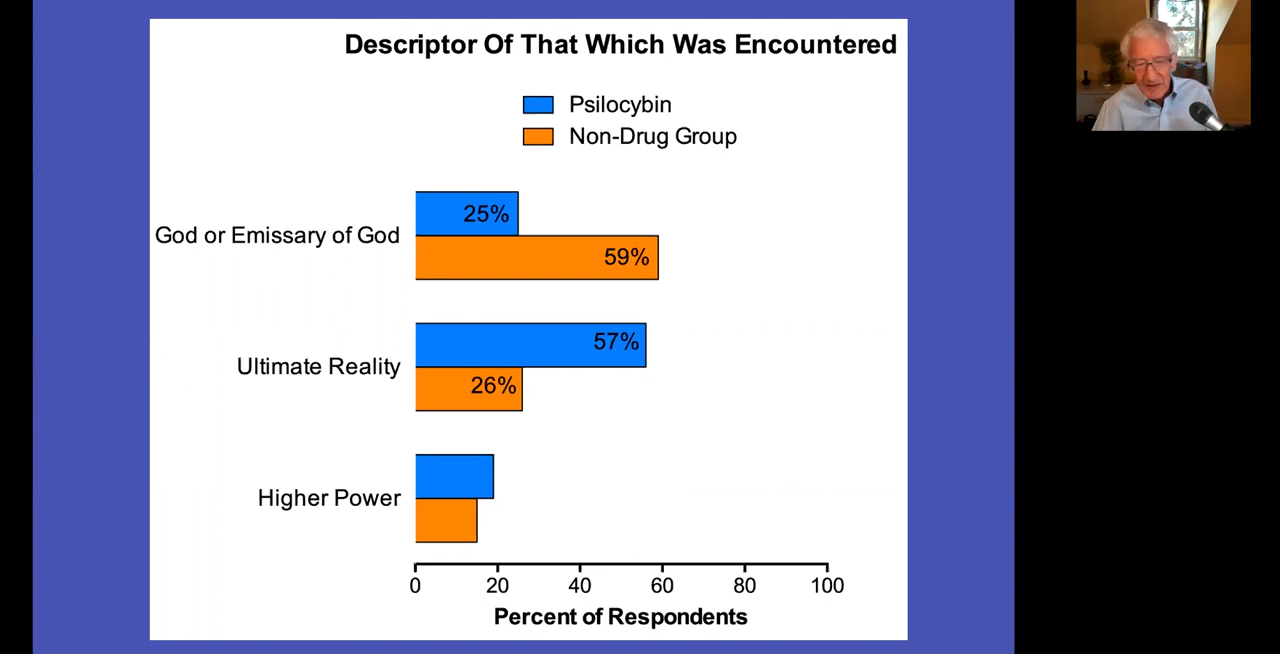 Descriptor Of That Which Was Encountered
Psilocybin
Non-Drug Group
God or Emissary of God
25%
59%
Ultimate Reality
57%
26%
Higher Power
0 20 40 60 80 100
Percent of Respondents